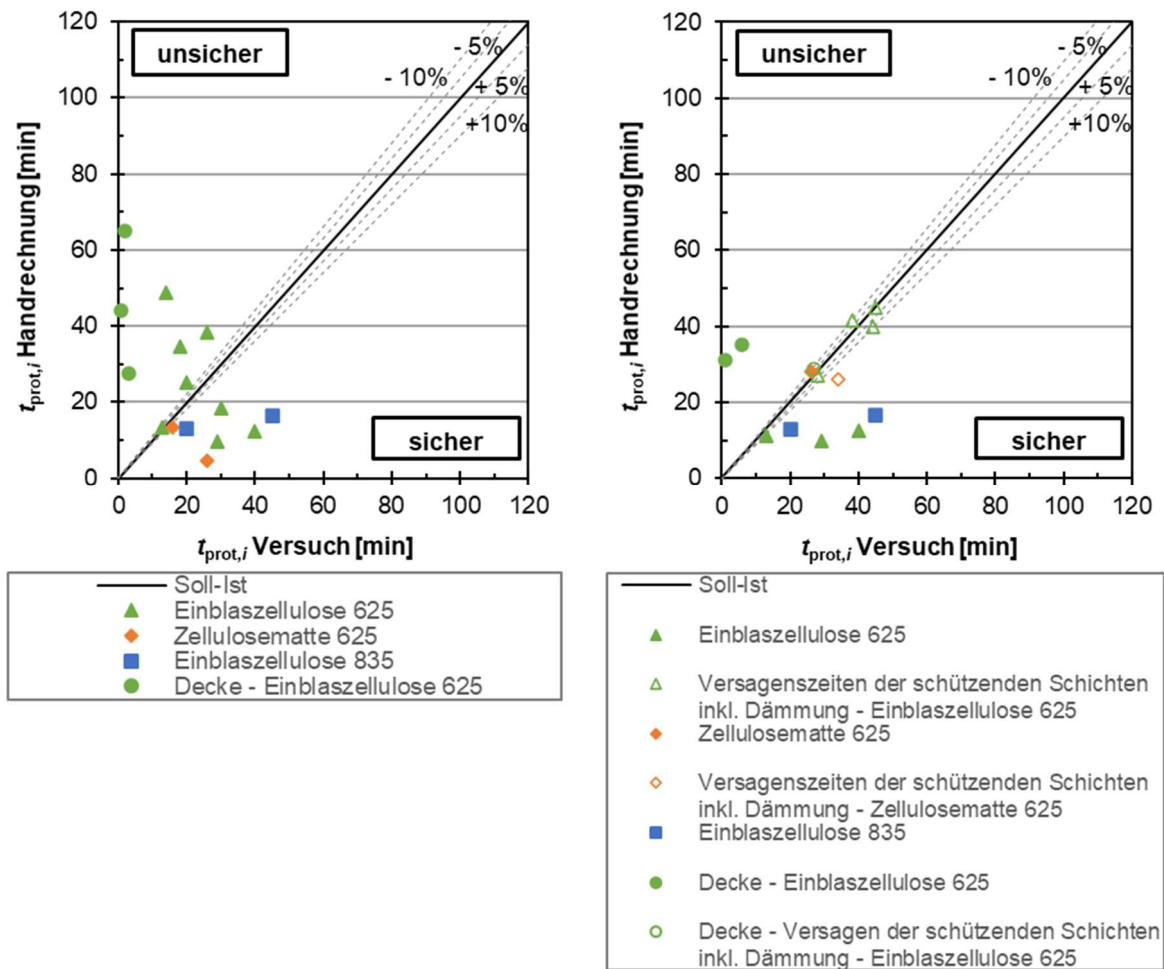 120
100
80
60
40
20
0
t prot,i Handrechnung [min]
unsicher
- 5%
- 10%
+ 5%
+10%
sicher
0 20 40 60 80 100 120
t prot,i Versuch [min]
Soll-Ist
Einblaszellulose 625
Zellulosematte 625
Einblaszellulose 835
Decke - Einblaszellulose 625
120
100
80
60
40
20
0
t prot,i Handrechnung [min]
unsicher
- 5%
- 10%
+ 5%
+10%
sicher
0 20 40 60 80 100 120
t prot,i Versuch [min]
Soll-Ist
Einblaszellulose 625
Versagenszeiten der schützenden Schichten
inkl. Dämmung - Einblaszellulose 625
Zellulosematte 625
Versagenszeiten der schützenden Schichten
inkl. Dämmung - Zellulosematte 625
Einblaszellulose 835
Decke - Einblaszellulose 625
Decke - Versagen der schützenden Schichten
inkl. Dämmung - Einblaszellulose 625